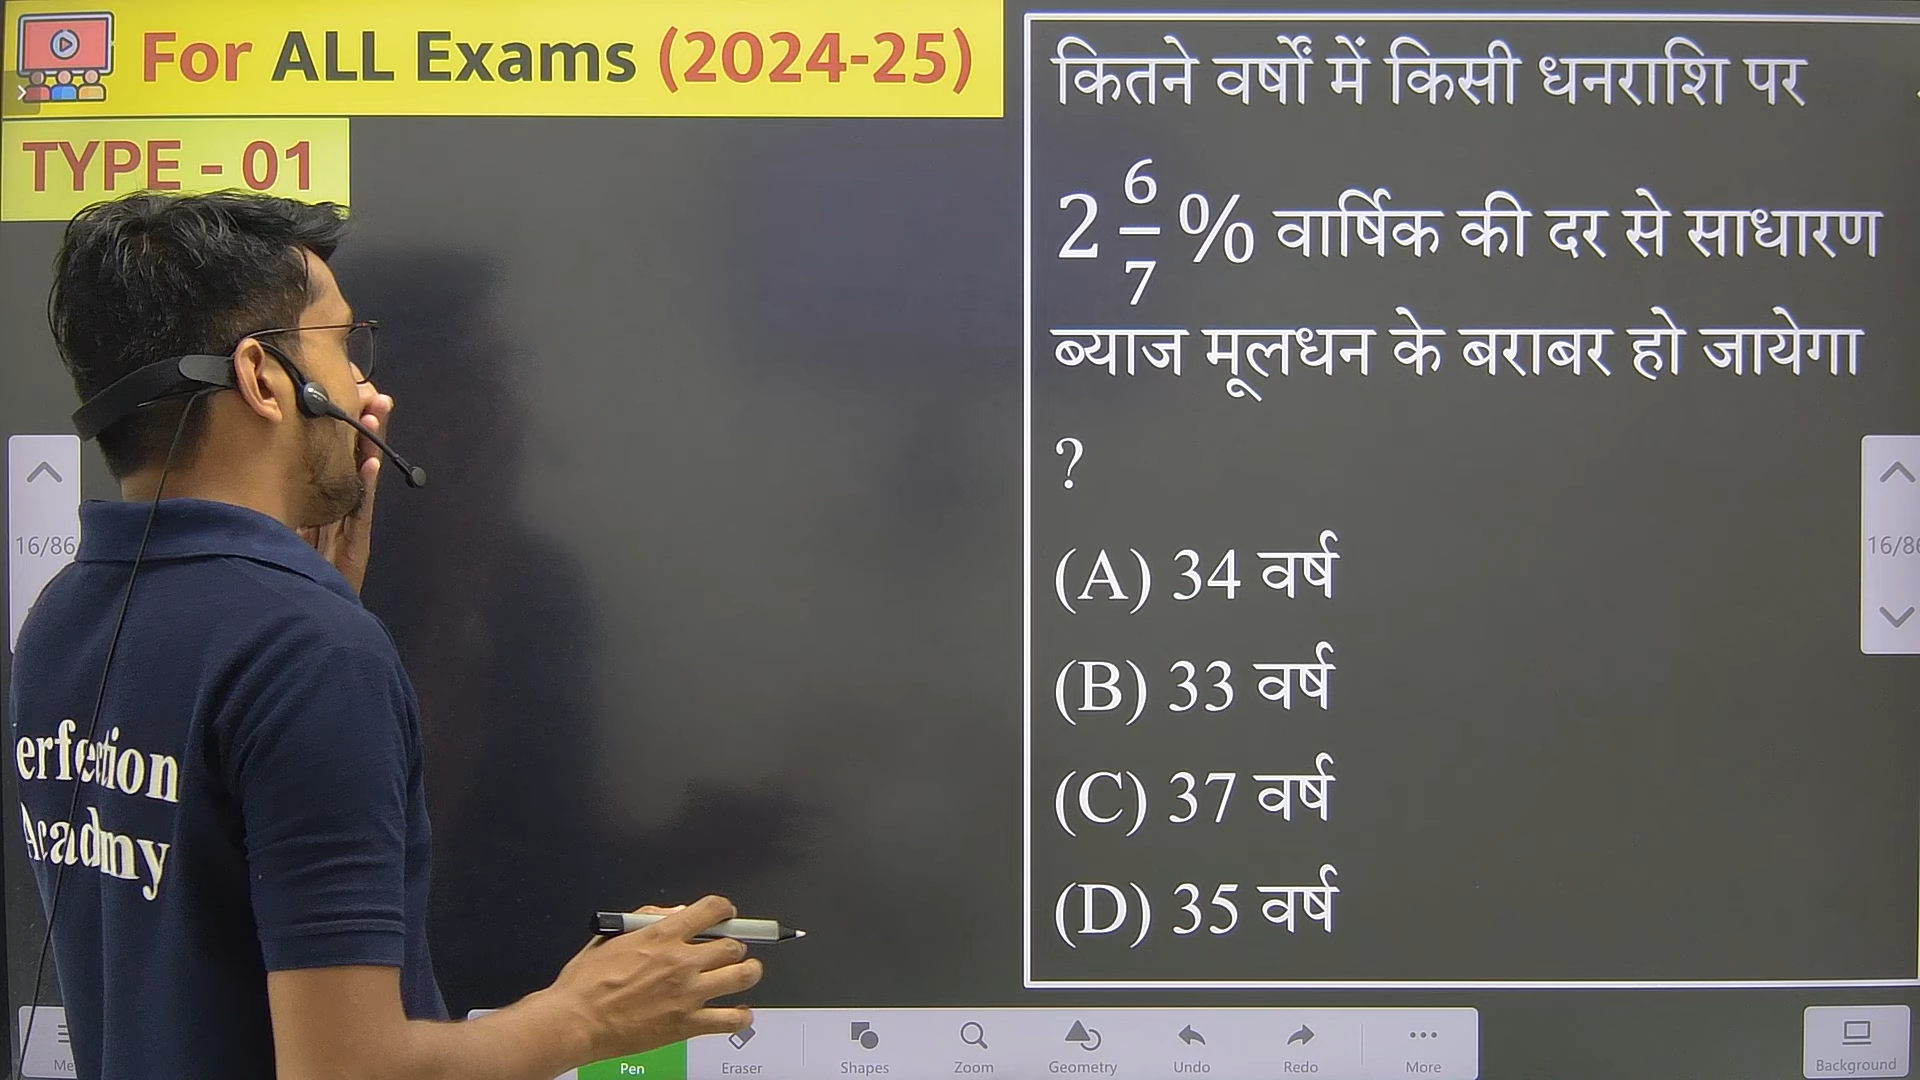 For ALL Exams (2024-25)
TYPE - 01
कितने वर्षों में किसी धनराशि पर
2 6/7 % वार्षिक की दर से साधारण
ब्याज मूलधन के बराबर हो जायेगा
?
(A) 34 वर्ष
(B) 33 वर्ष
(C) 37 वर्ष
(D) 35 वर्ष
16/86
16/86
erfection
Academy
Pen
Eraser
Shapes
Zoom
Geometry
Undo
Redo
More
Background